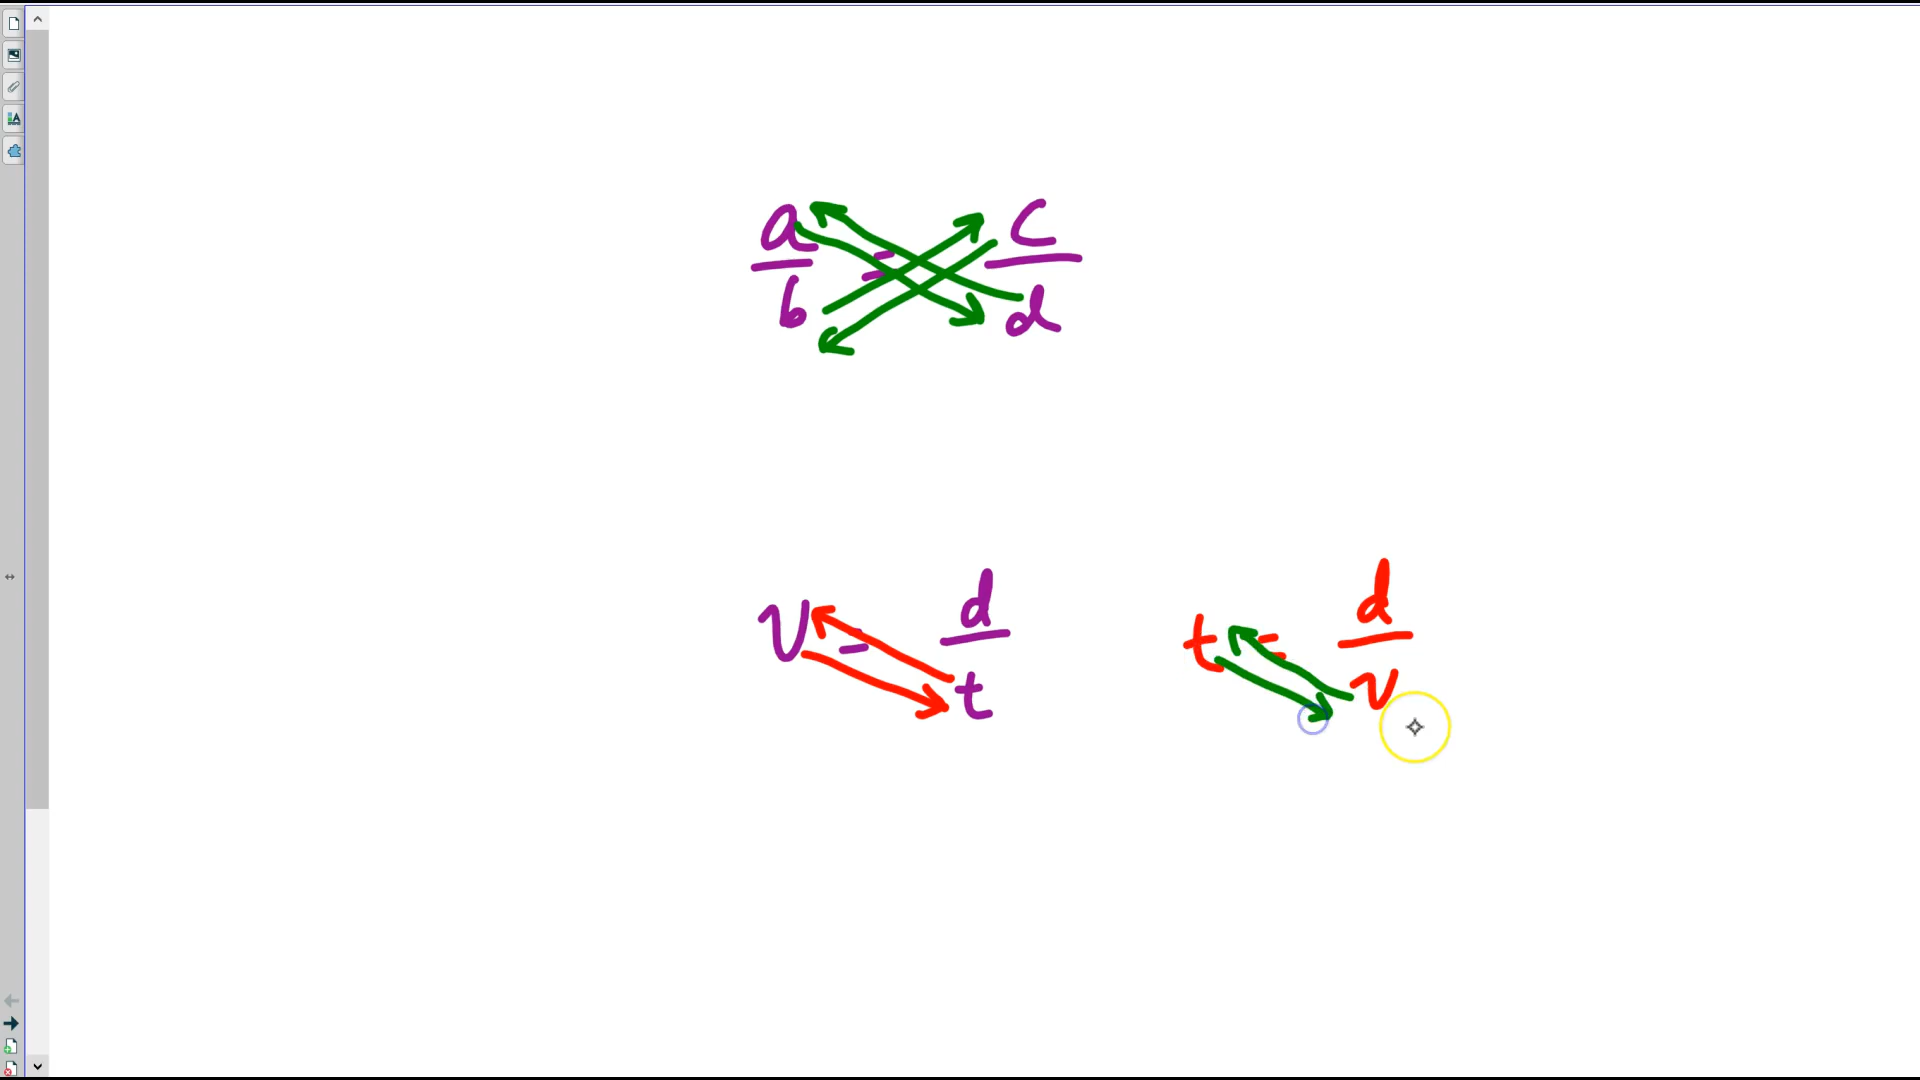 a/b = c/d
v = d/t
t = d/v